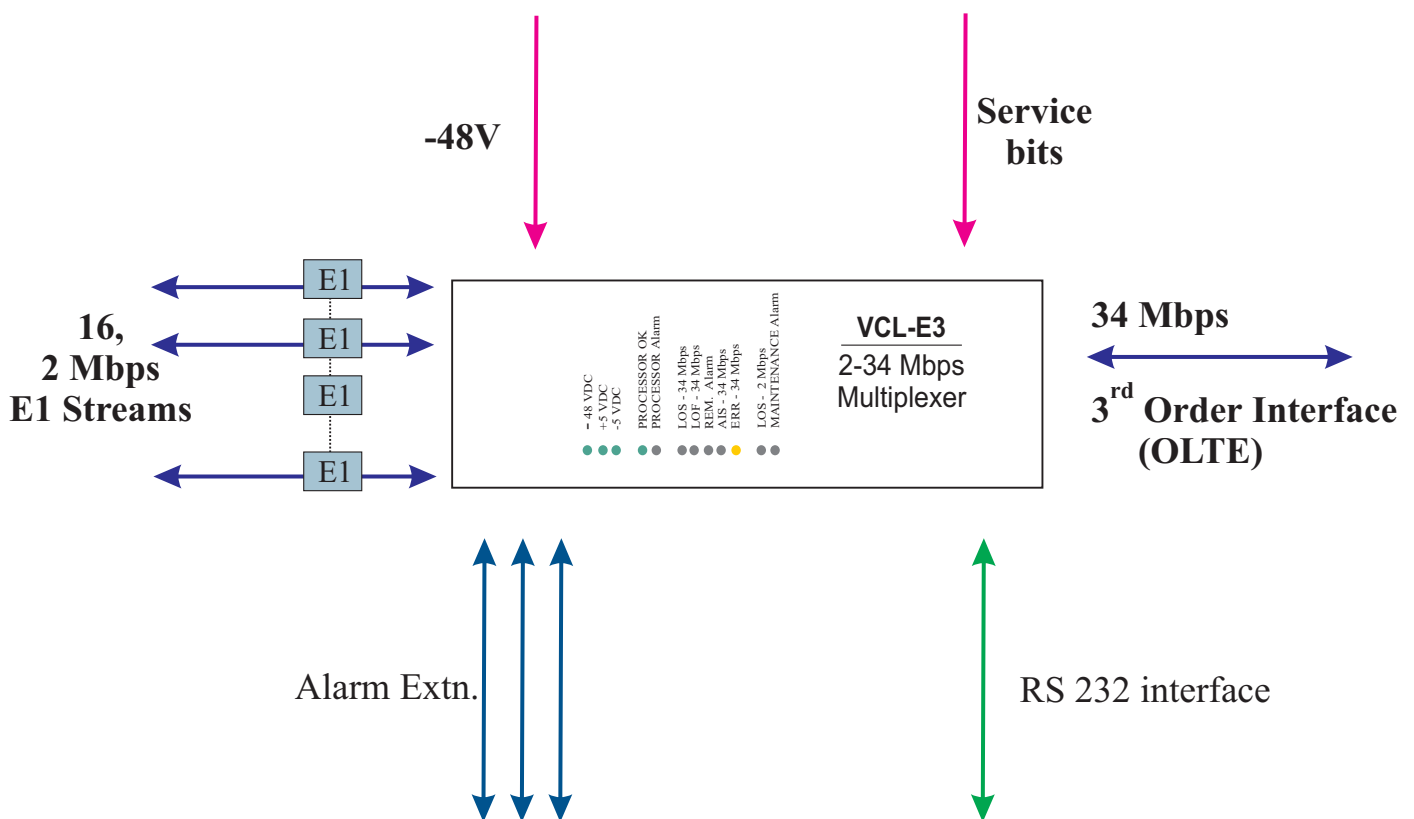 -48V
Service
bits
E1
E1
E1
E1
16,
2 Mbps
E1 Streams
− 48 VDC
+5 VDC
-5 VDC
PROCESSOR OK
PROCESSOR Alarm
LOS - 34 Mbps
LOF - 34 Mbps
REM. Alarm
AIS - 34 Mbps
ERR - 34 Mbps
LOS - 2 Mbps
MAINTENANCE Alarm
VCL-E3
2-34 Mbps
Multiplexer
34 Mbps
3rd Order Interface
(OLTE)
Alarm Extn.
RS 232 interface